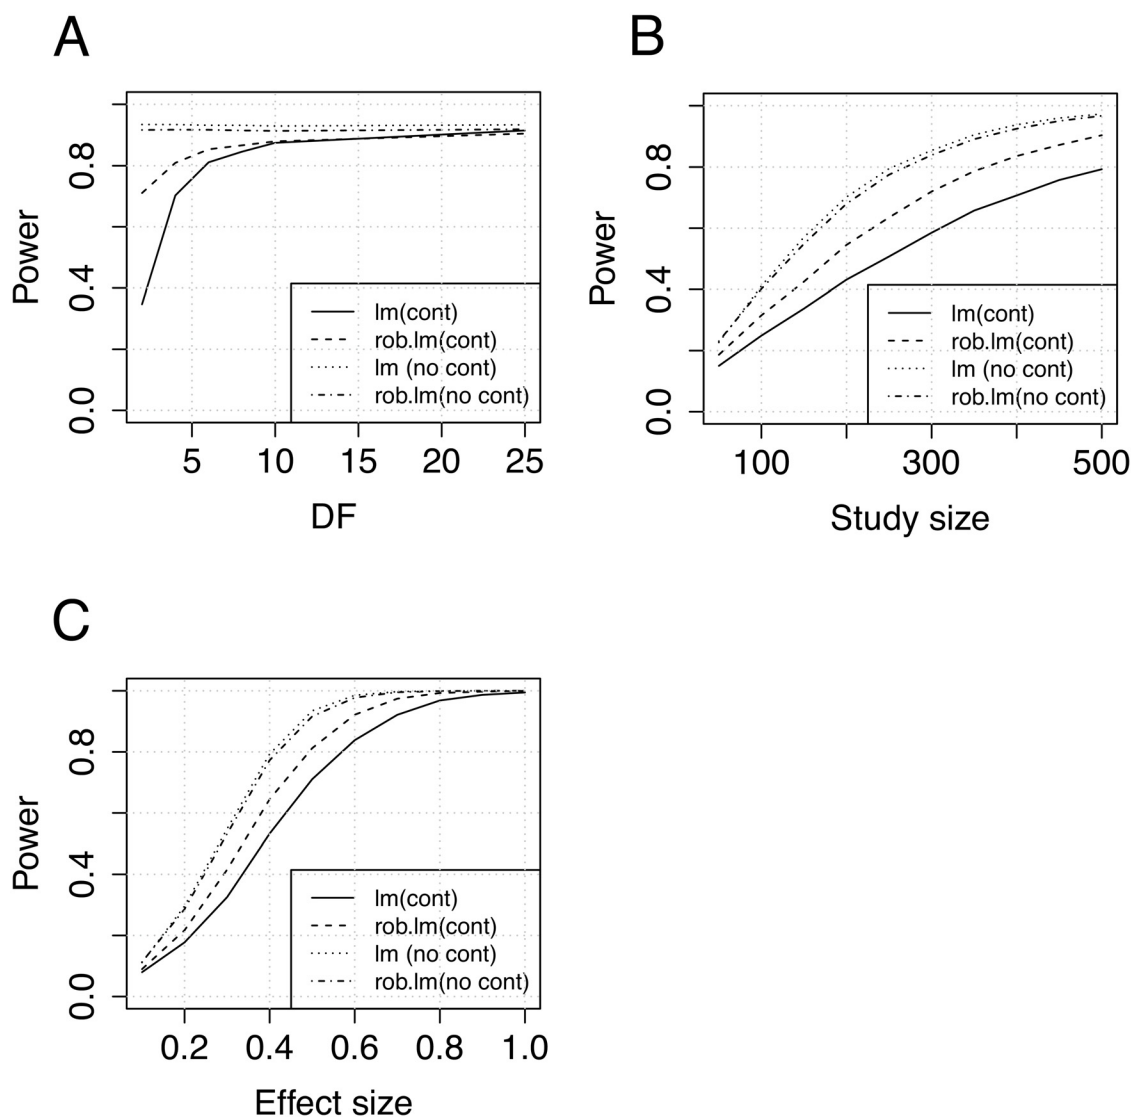 A
Power
0.0 0.4 0.8
lm(cont)
rob.lm(cont)
lm (no cont)
rob.lm(no cont)
5 10 15 20 25
DF
B
Power
0.0 0.4 0.8
lm(cont)
rob.lm(cont)
lm (no cont)
rob.lm(no cont)
100 300 500
Study size
C
Power
0.0 0.4 0.8
lm(cont)
rob.lm(cont)
lm (no cont)
rob.lm(no cont)
0.2 0.4 0.6 0.8 1.0
Effect size